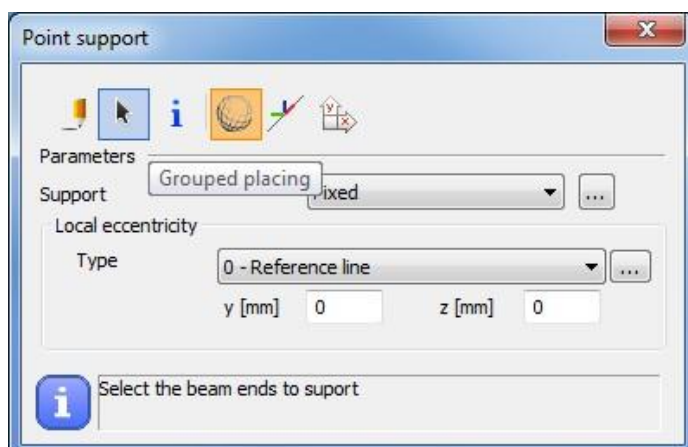 Point support
Parameters
Grouped placing
Support
Fixed
...
Local eccentricity
Type
0 - Reference line
...
y [mm]
0
z [mm]
0
Select the beam ends to suport